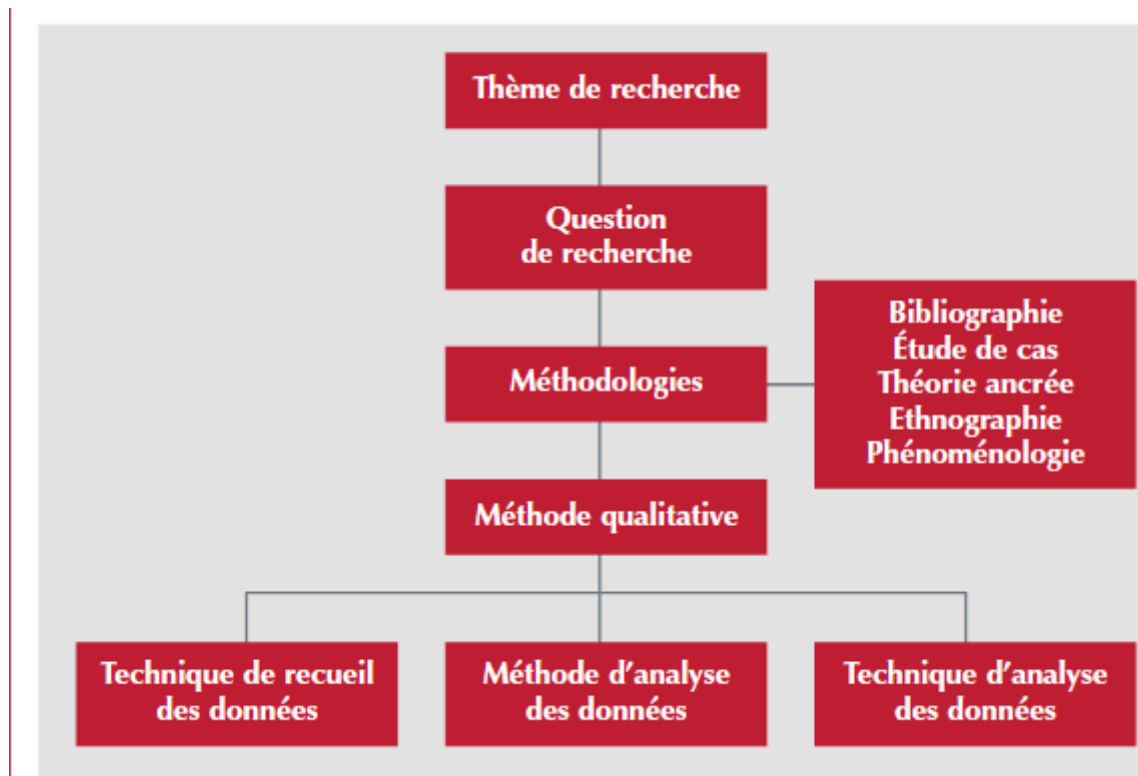 Thème de recherche
Question
de recherche
Méthodologies
Bibliographie
Étude de cas
Théorie ancrée
Ethnographie
Phénoménologie
Méthode qualitative
Technique de recueil
des données
Méthode d'analyse
des données
Technique d'analyse
des données